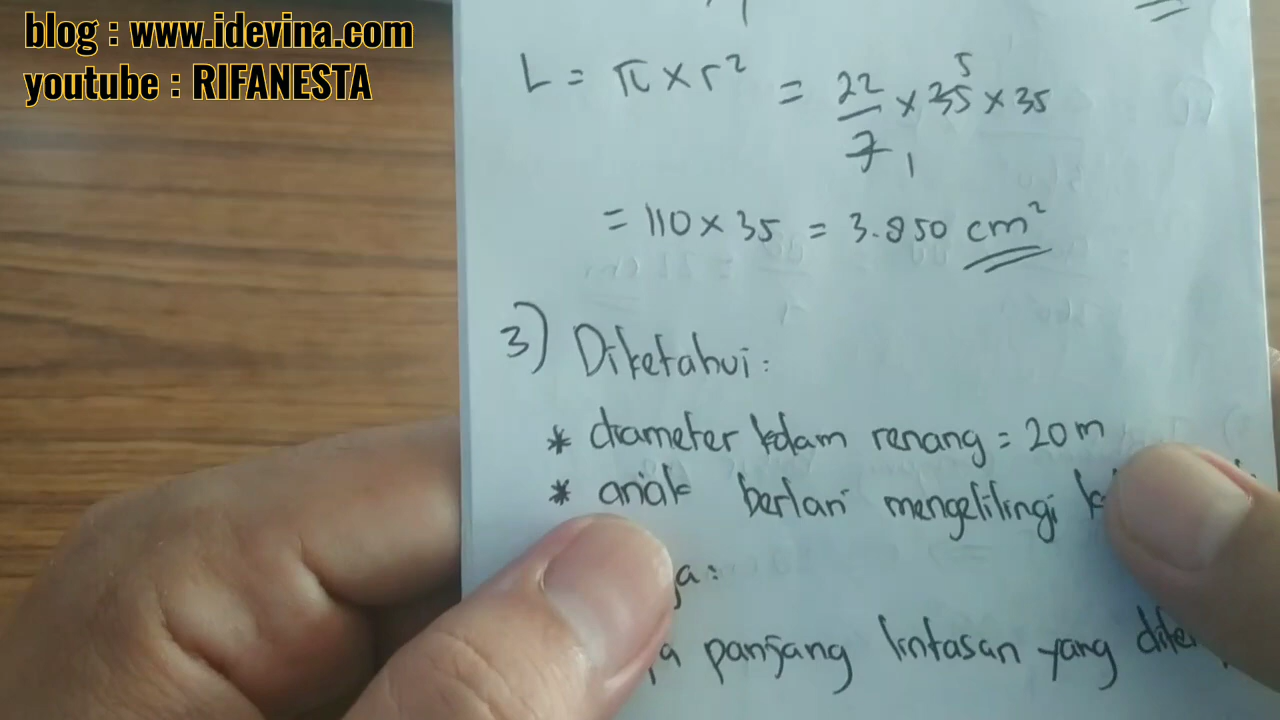 blog : www.idevina.com
youtube : RIFANESTA
L = π × r² = 22/7 1 × 35 5 × 35
= 110 × 35 = 3.850 cm²
3) Diketahui:
* diameter kolam renang = 20 m
* anak berlari mengelilingi
panjang lintasan yang